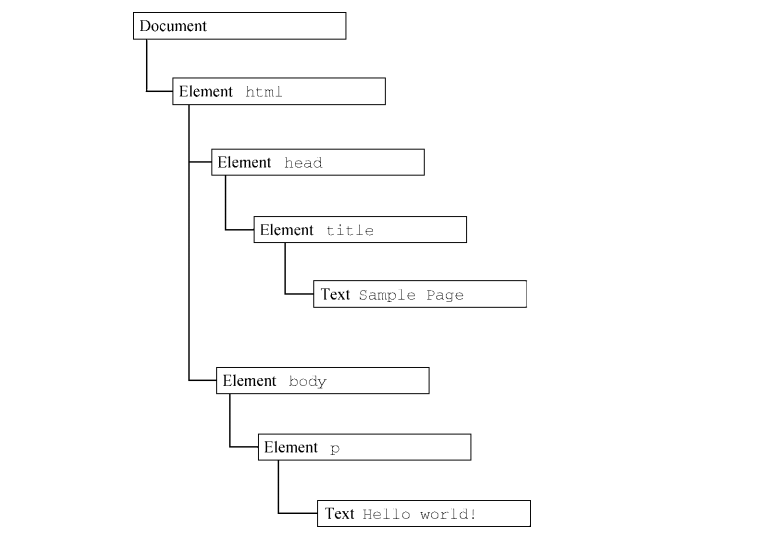 Document
Element html
Element head
Element title
Text Sample Page
Element body
Element p
Text Hello world!